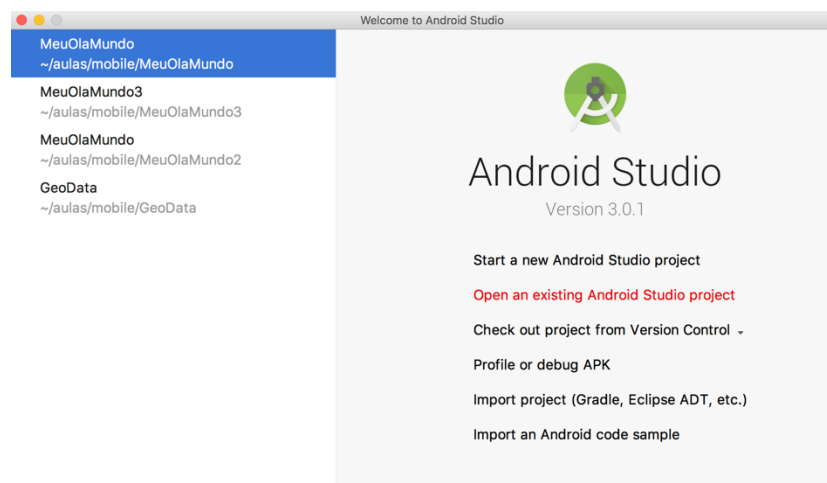 Welcome to Android Studio
MeuOlaMundo
~/aulas/mobile/MeuOlaMundo
MeuOlaMundo3
~/aulas/mobile/MeuOlaMundo3
MeuOlaMundo
~/aulas/mobile/MeuOlaMundo2
GeoData
~/aulas/mobile/GeoData
Android Studio
Version 3.0.1
Start a new Android Studio project
Open an existing Android Studio project
Check out project from Version Control
Profile or debug APK
Import project (Gradle, Eclipse ADT, etc.)
Import an Android code sample